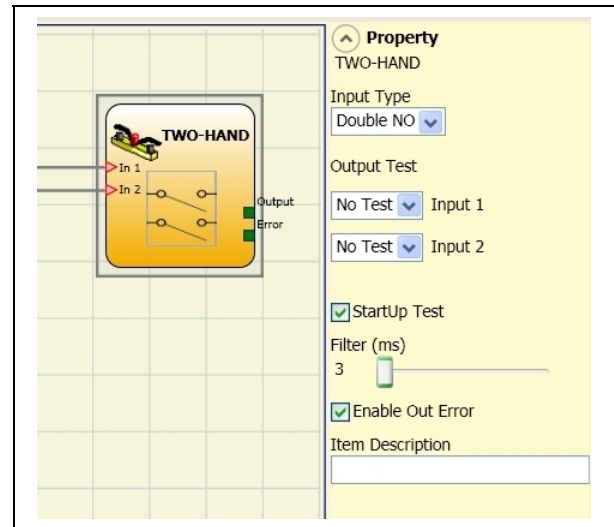 TWO-HAND
In 1
In 2
Output
Error
Property
TWO-HAND
Input Type
Double NO
Output Test
No Test Input 1
No Test Input 2
StartUp Test
Filter (ms)
3
Enable Out Error
Item Description